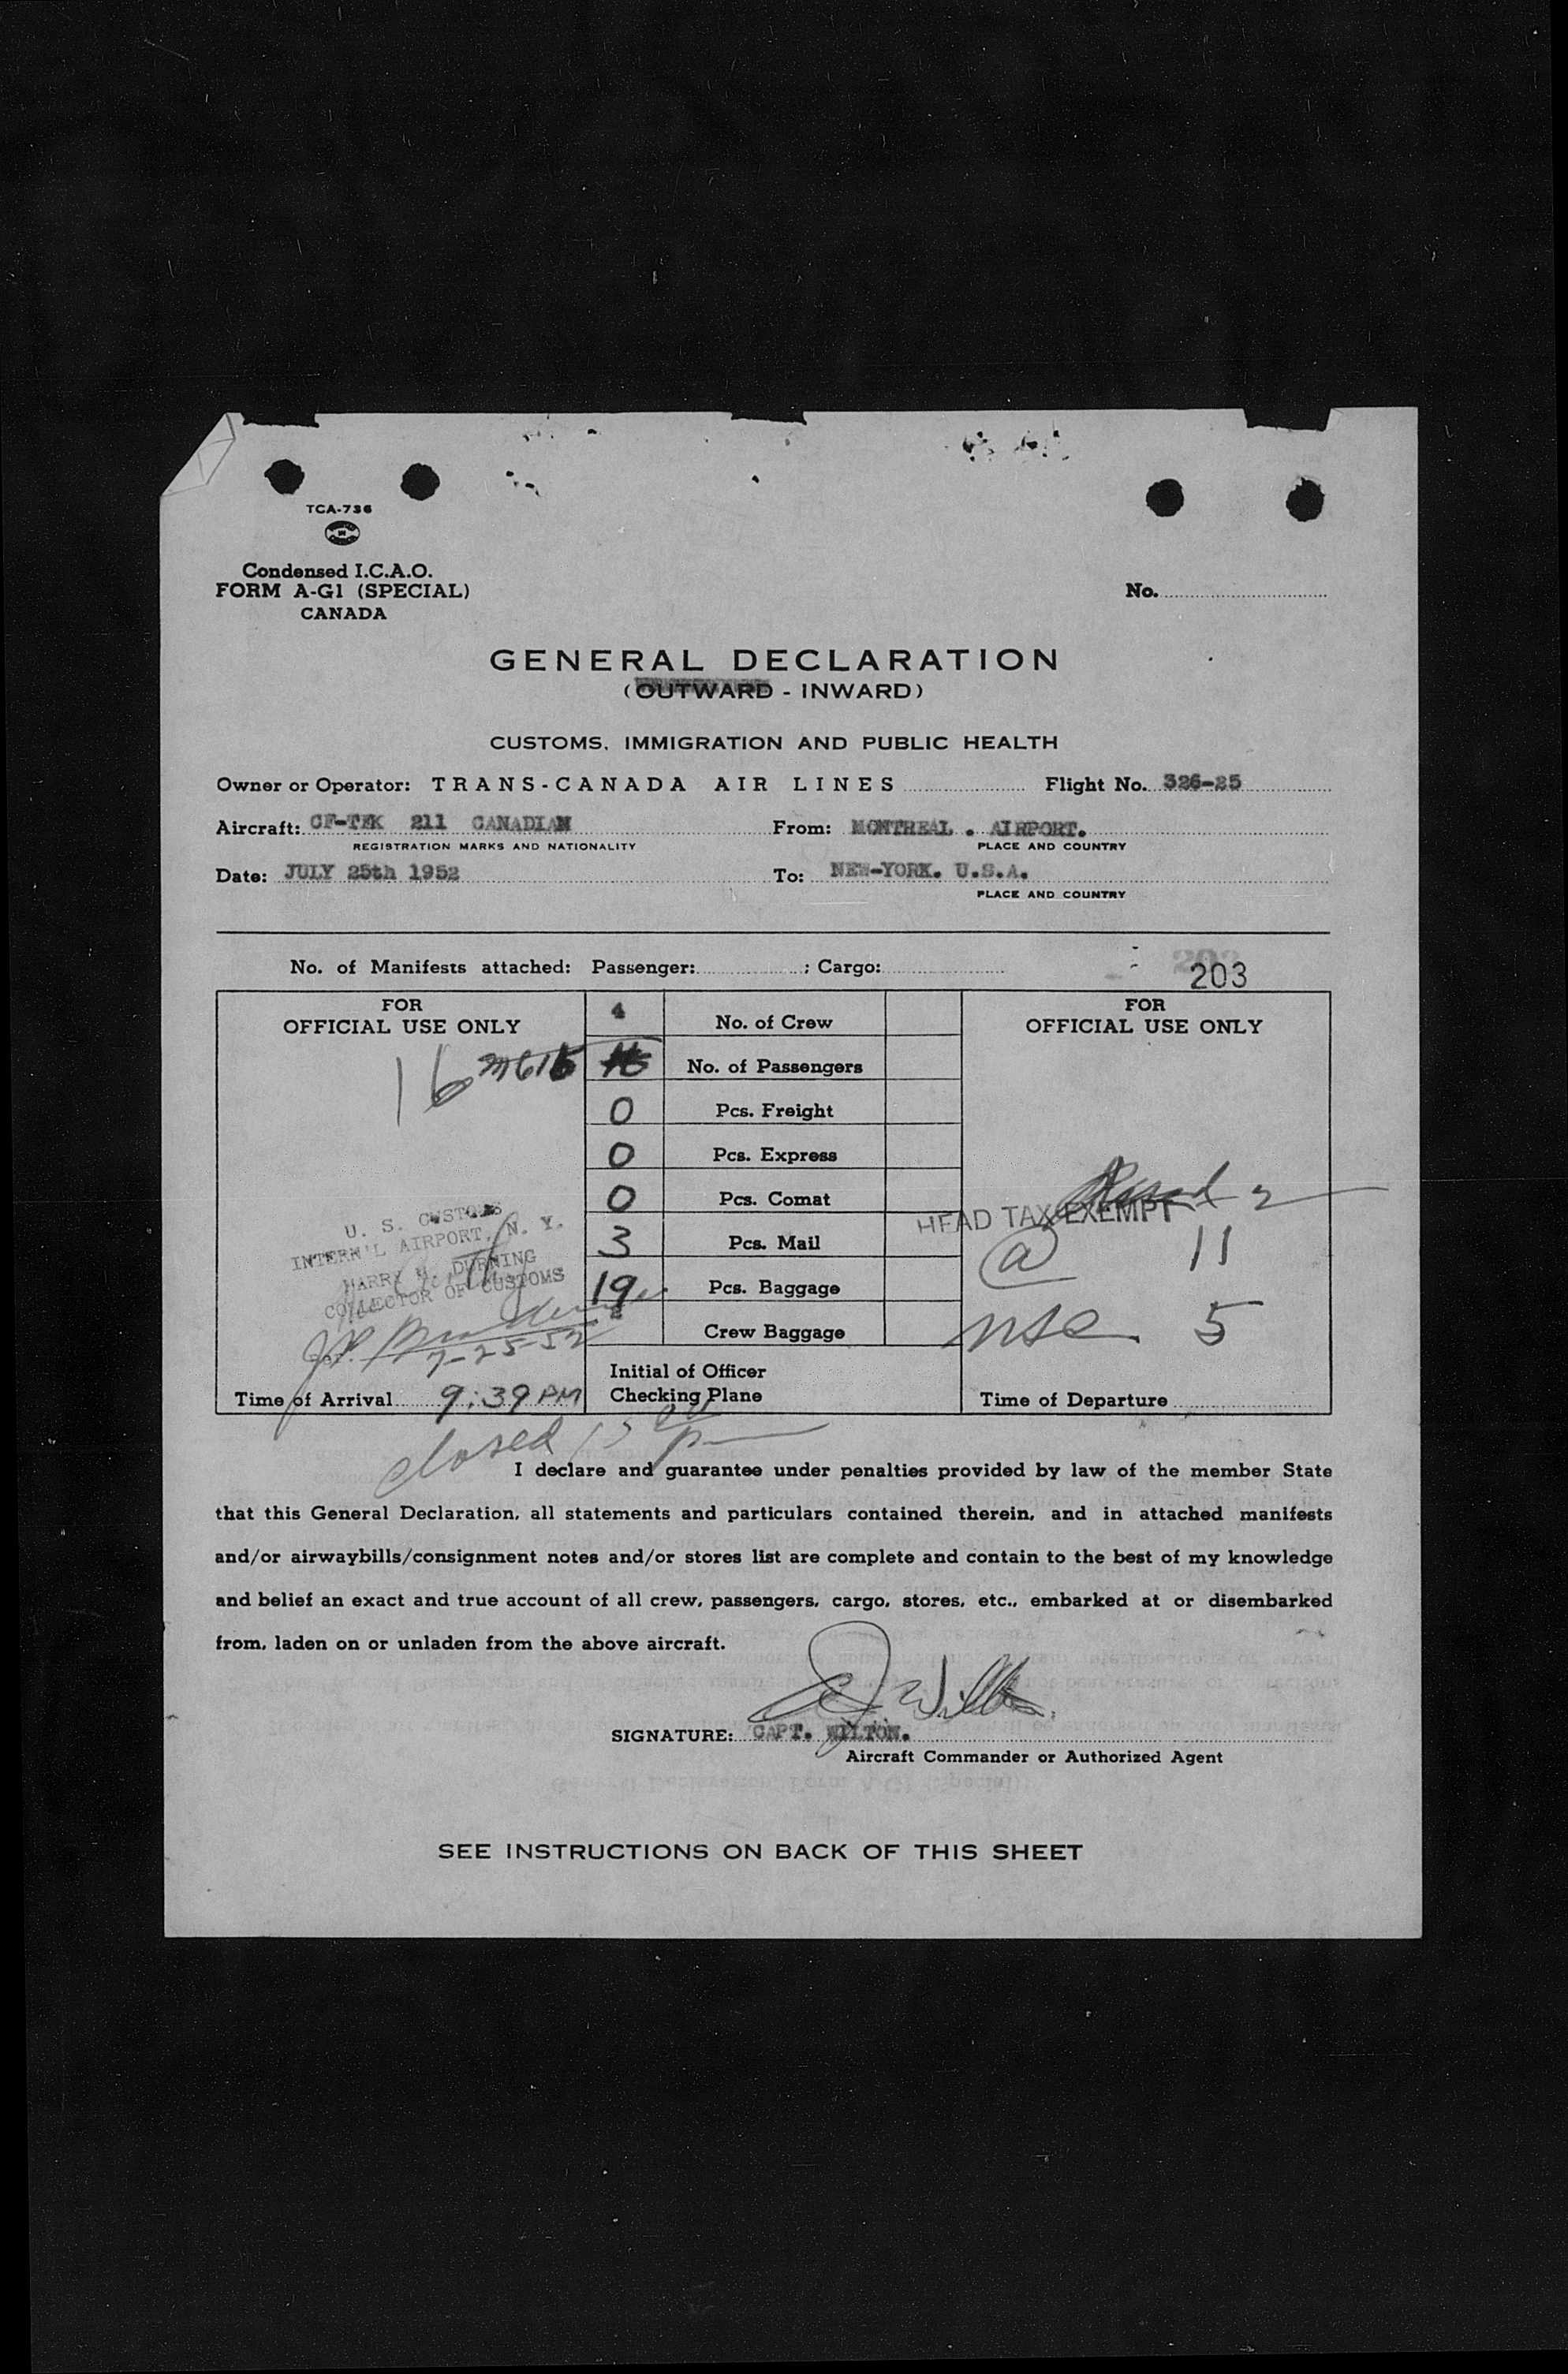 TCA-736
Condensed I.C.A.O.
FORM A-G1 (SPECIAL)
CANADA
No.
GENERAL DECLARATION
(OUTWARD - INWARD)
CUSTOMS, IMMIGRATION AND PUBLIC HEALTH
Owner or Operator: TRANS-CANADA AIR LINES Flight No. 326-25
Aircraft: CF-TEK 211 CANADIAN From: MONTREAL . AIRPORT.
REGISTRATION MARKS AND NATIONALITY PLACE AND COUNTRY
Date: JULY 25th 1952 To: NEW-YORK. U.S.A.
PLACE AND COUNTRY
No. of Manifests attached: Passenger: ; Cargo: 203
FOR
OFFICIAL USE ONLY
16
U. S. CUSTOMS
INTERN'L AIRPORT, N. Y.
HARRY M. DURNING
COLLECTOR OF CUSTOMS
7-25-52
Time of Arrival 9:39 PM
4 No. of Crew
No. of Passengers
0 Pcs. Freight
0 Pcs. Express
0 Pcs. Comat
3 Pcs. Mail
19 Pcs. Baggage
Crew Baggage
Initial of Officer
Checking Plane
FOR
OFFICIAL USE ONLY
HEAD TAX EXEMPT
a 11
5
Time of Departure
closed
I declare and guarantee under penalties provided by law of the member State
that this General Declaration, all statements and particulars contained therein, and in attached manifests
and/or airwaybills/consignment notes and/or stores list are complete and contain to the best of my knowledge
and belief an exact and true account of all crew, passengers, cargo, stores, etc., embarked at or disembarked
from, laden on or unladen from the above aircraft.
SIGNATURE: CAPT. WILTON.
Aircraft Commander or Authorized Agent
SEE INSTRUCTIONS ON BACK OF THIS SHEET